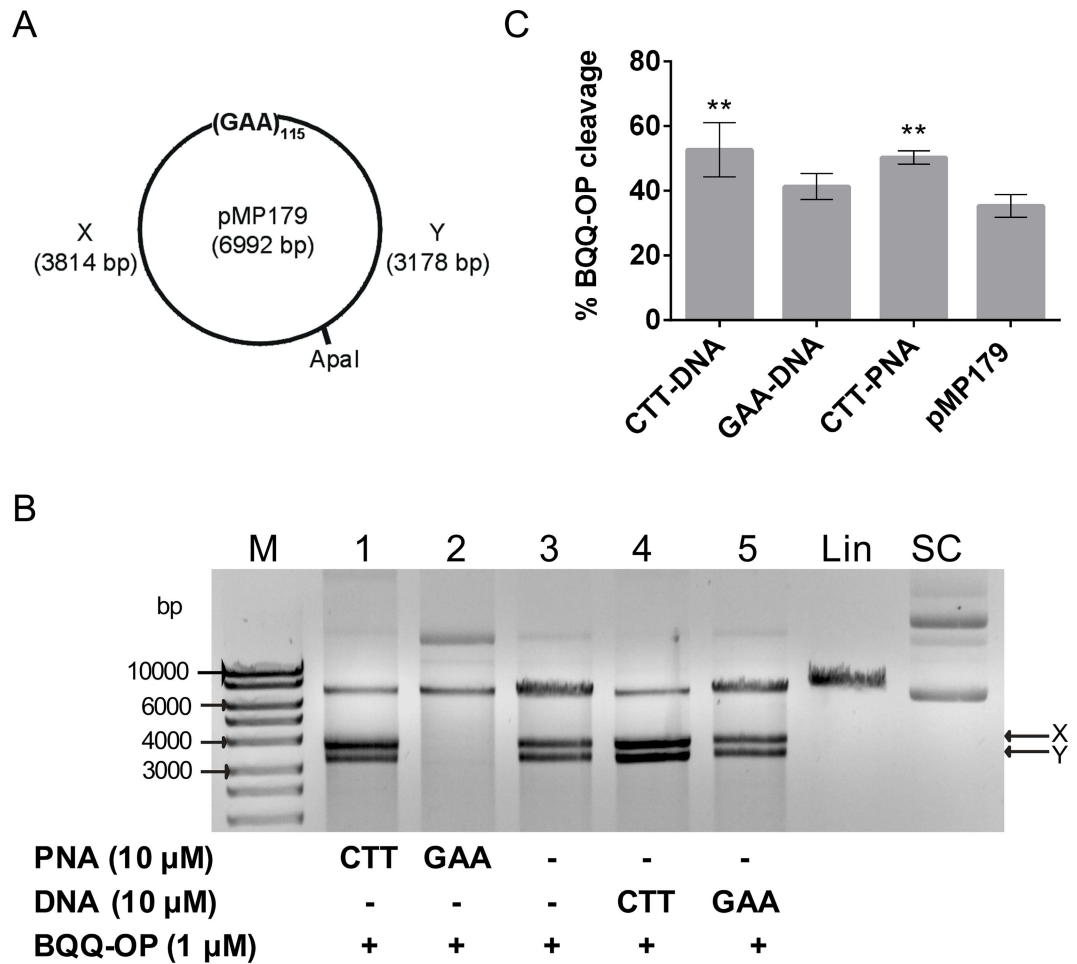 A
(GAA)115
pMP179
(6992 bp)
X
(3814 bp)
Y
(3178 bp)
ApaI
C
% BQQ-OP cleavage
80
60
40
20
0
**
**
CTT-DNA
GAA-DNA
CTT-PNA
pMP179
B
M 1 2 3 4 5 Lin SC
bp
10000
6000
4000
3000
X
Y
PNA (10 µM) CTT GAA - - -
DNA (10 µM) - - - CTT GAA
BQQ-OP (1 µM) + + + + +